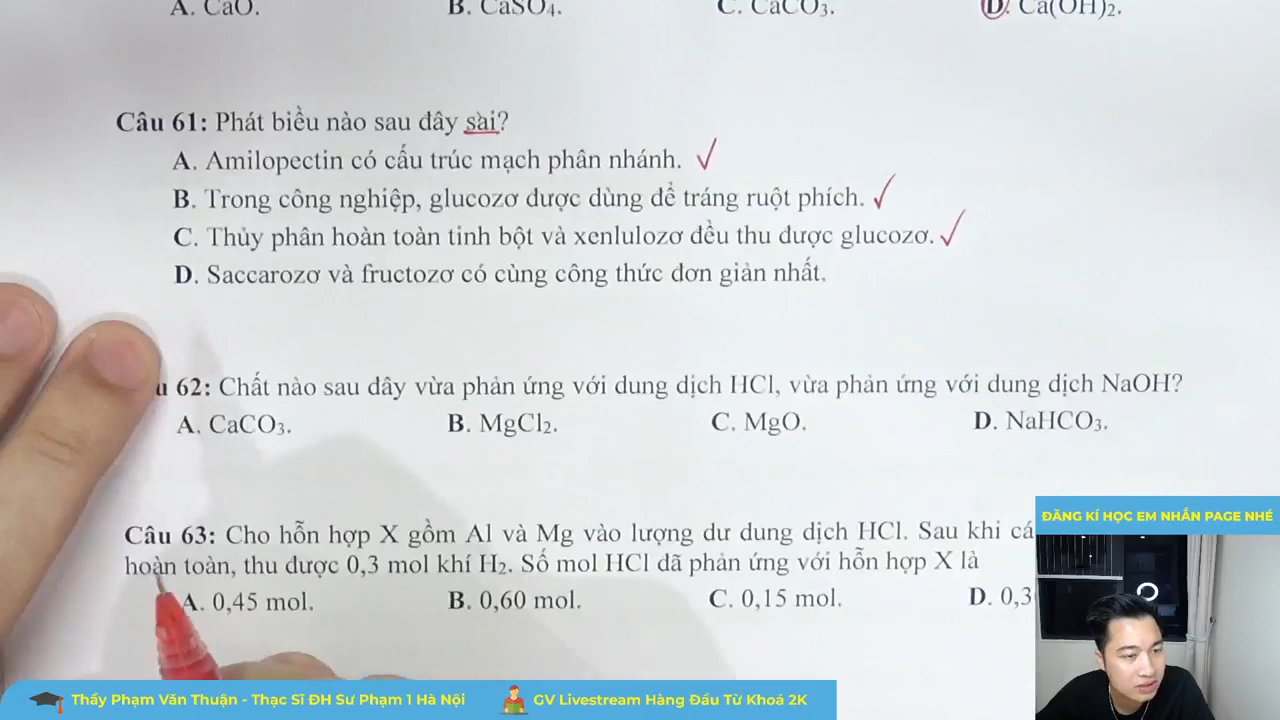 A. CaO. B. CaSO₄. C. CaCO₃. D. Ca(OH)₂.
Câu 61: Phát biểu nào sau đây sai?
A. Amilopectin có cấu trúc mạch phân nhánh.
B. Trong công nghiệp, glucozơ được dùng để tráng ruột phích.
C. Thủy phân hoàn toàn tinh bột và xenlulozơ đều thu được glucozơ.
D. Saccarozơ và fructozơ có cùng công thức đơn giản nhất.
u 62: Chất nào sau đây vừa phản ứng với dung dịch HCl, vừa phản ứng với dung dịch NaOH?
A. CaCO₃. B. MgCl₂. C. MgO. D. NaHCO₃.
Câu 63: Cho hỗn hợp X gồm Al và Mg vào lượng dư dung dịch HCl. Sau khi cá
hoàn toàn, thu được 0,3 mol khí H₂. Số mol HCl đã phản ứng với hỗn hợp X là
A. 0,45 mol. B. 0,60 mol. C. 0,15 mol. D. 0,3
ĐĂNG KÍ HỌC EM NHẮN PAGE NHÉ
Thầy Phạm Văn Thuận - Thạc Sĩ ĐH Sư Phạm 1 Hà Nội GV Livestream Hàng Đầu Từ Khoá 2K